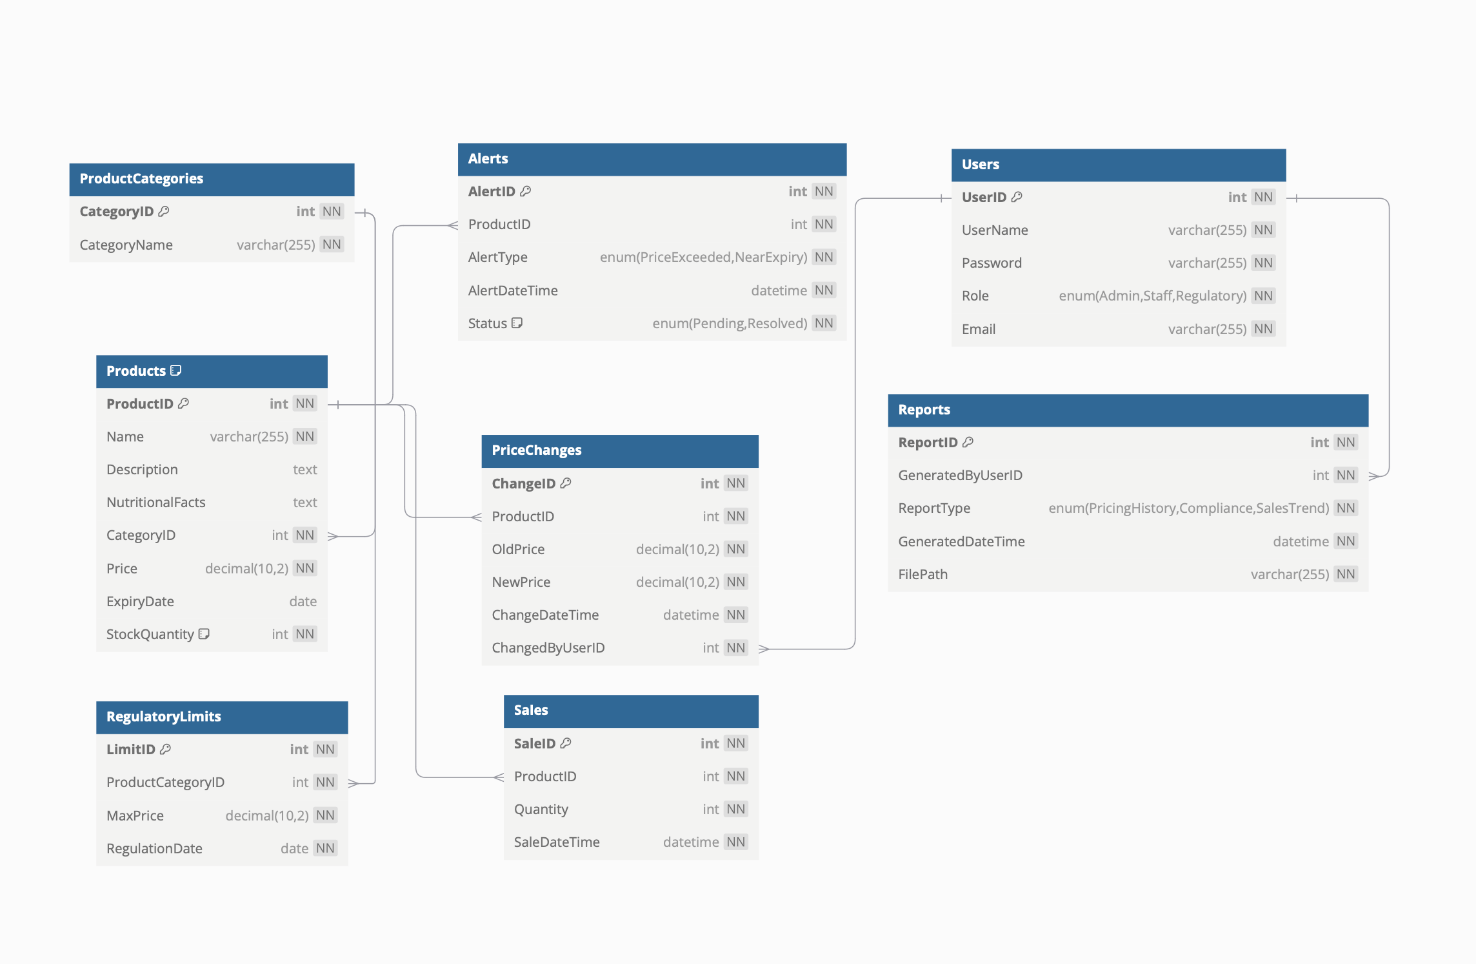 ProductCategories
CategoryID int NN
CategoryName varchar(255) NN
Alerts
AlertID int NN
ProductID int NN
AlertType enum(PriceExceeded,NearExpiry) NN
AlertDateTime datetime NN
Status enum(Pending,Resolved) NN
Users
UserID int NN
UserName varchar(255) NN
Password varchar(255) NN
Role enum(Admin,Staff,Regulatory) NN
Email varchar(255) NN
Products
ProductID int NN
Name varchar(255) NN
Description text
NutritionalFacts text
CategoryID int NN
Price decimal(10,2) NN
ExpiryDate date
StockQuantity int NN
PriceChanges
ChangeID int NN
ProductID int NN
OldPrice decimal(10,2) NN
NewPrice decimal(10,2) NN
ChangeDateTime datetime NN
ChangedByUserID int NN
Reports
ReportID int NN
GeneratedByUserID int NN
ReportType enum(PricingHistory,Compliance,SalesTrend) NN
GeneratedDateTime datetime NN
FilePath varchar(255) NN
RegulatoryLimits
LimitID int NN
ProductCategoryID int NN
MaxPrice decimal(10,2) NN
RegulationDate date NN
Sales
SaleID int NN
ProductID int NN
Quantity int NN
SaleDateTime datetime NN